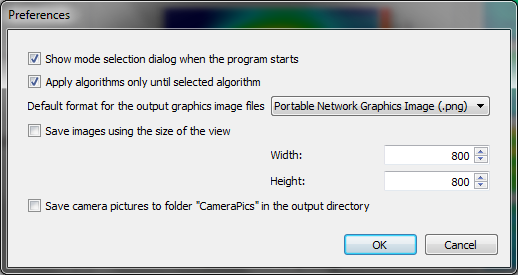 Preferences
Show mode selection dialog when the program starts
Apply algorithms only until selected algorithm
Default format for the output graphics image files Portable Network Graphics Image (.png)
Save images using the size of the view
Width: 800
Height: 800
Save camera pictures to folder "CameraPics" in the output directory
OK Cancel